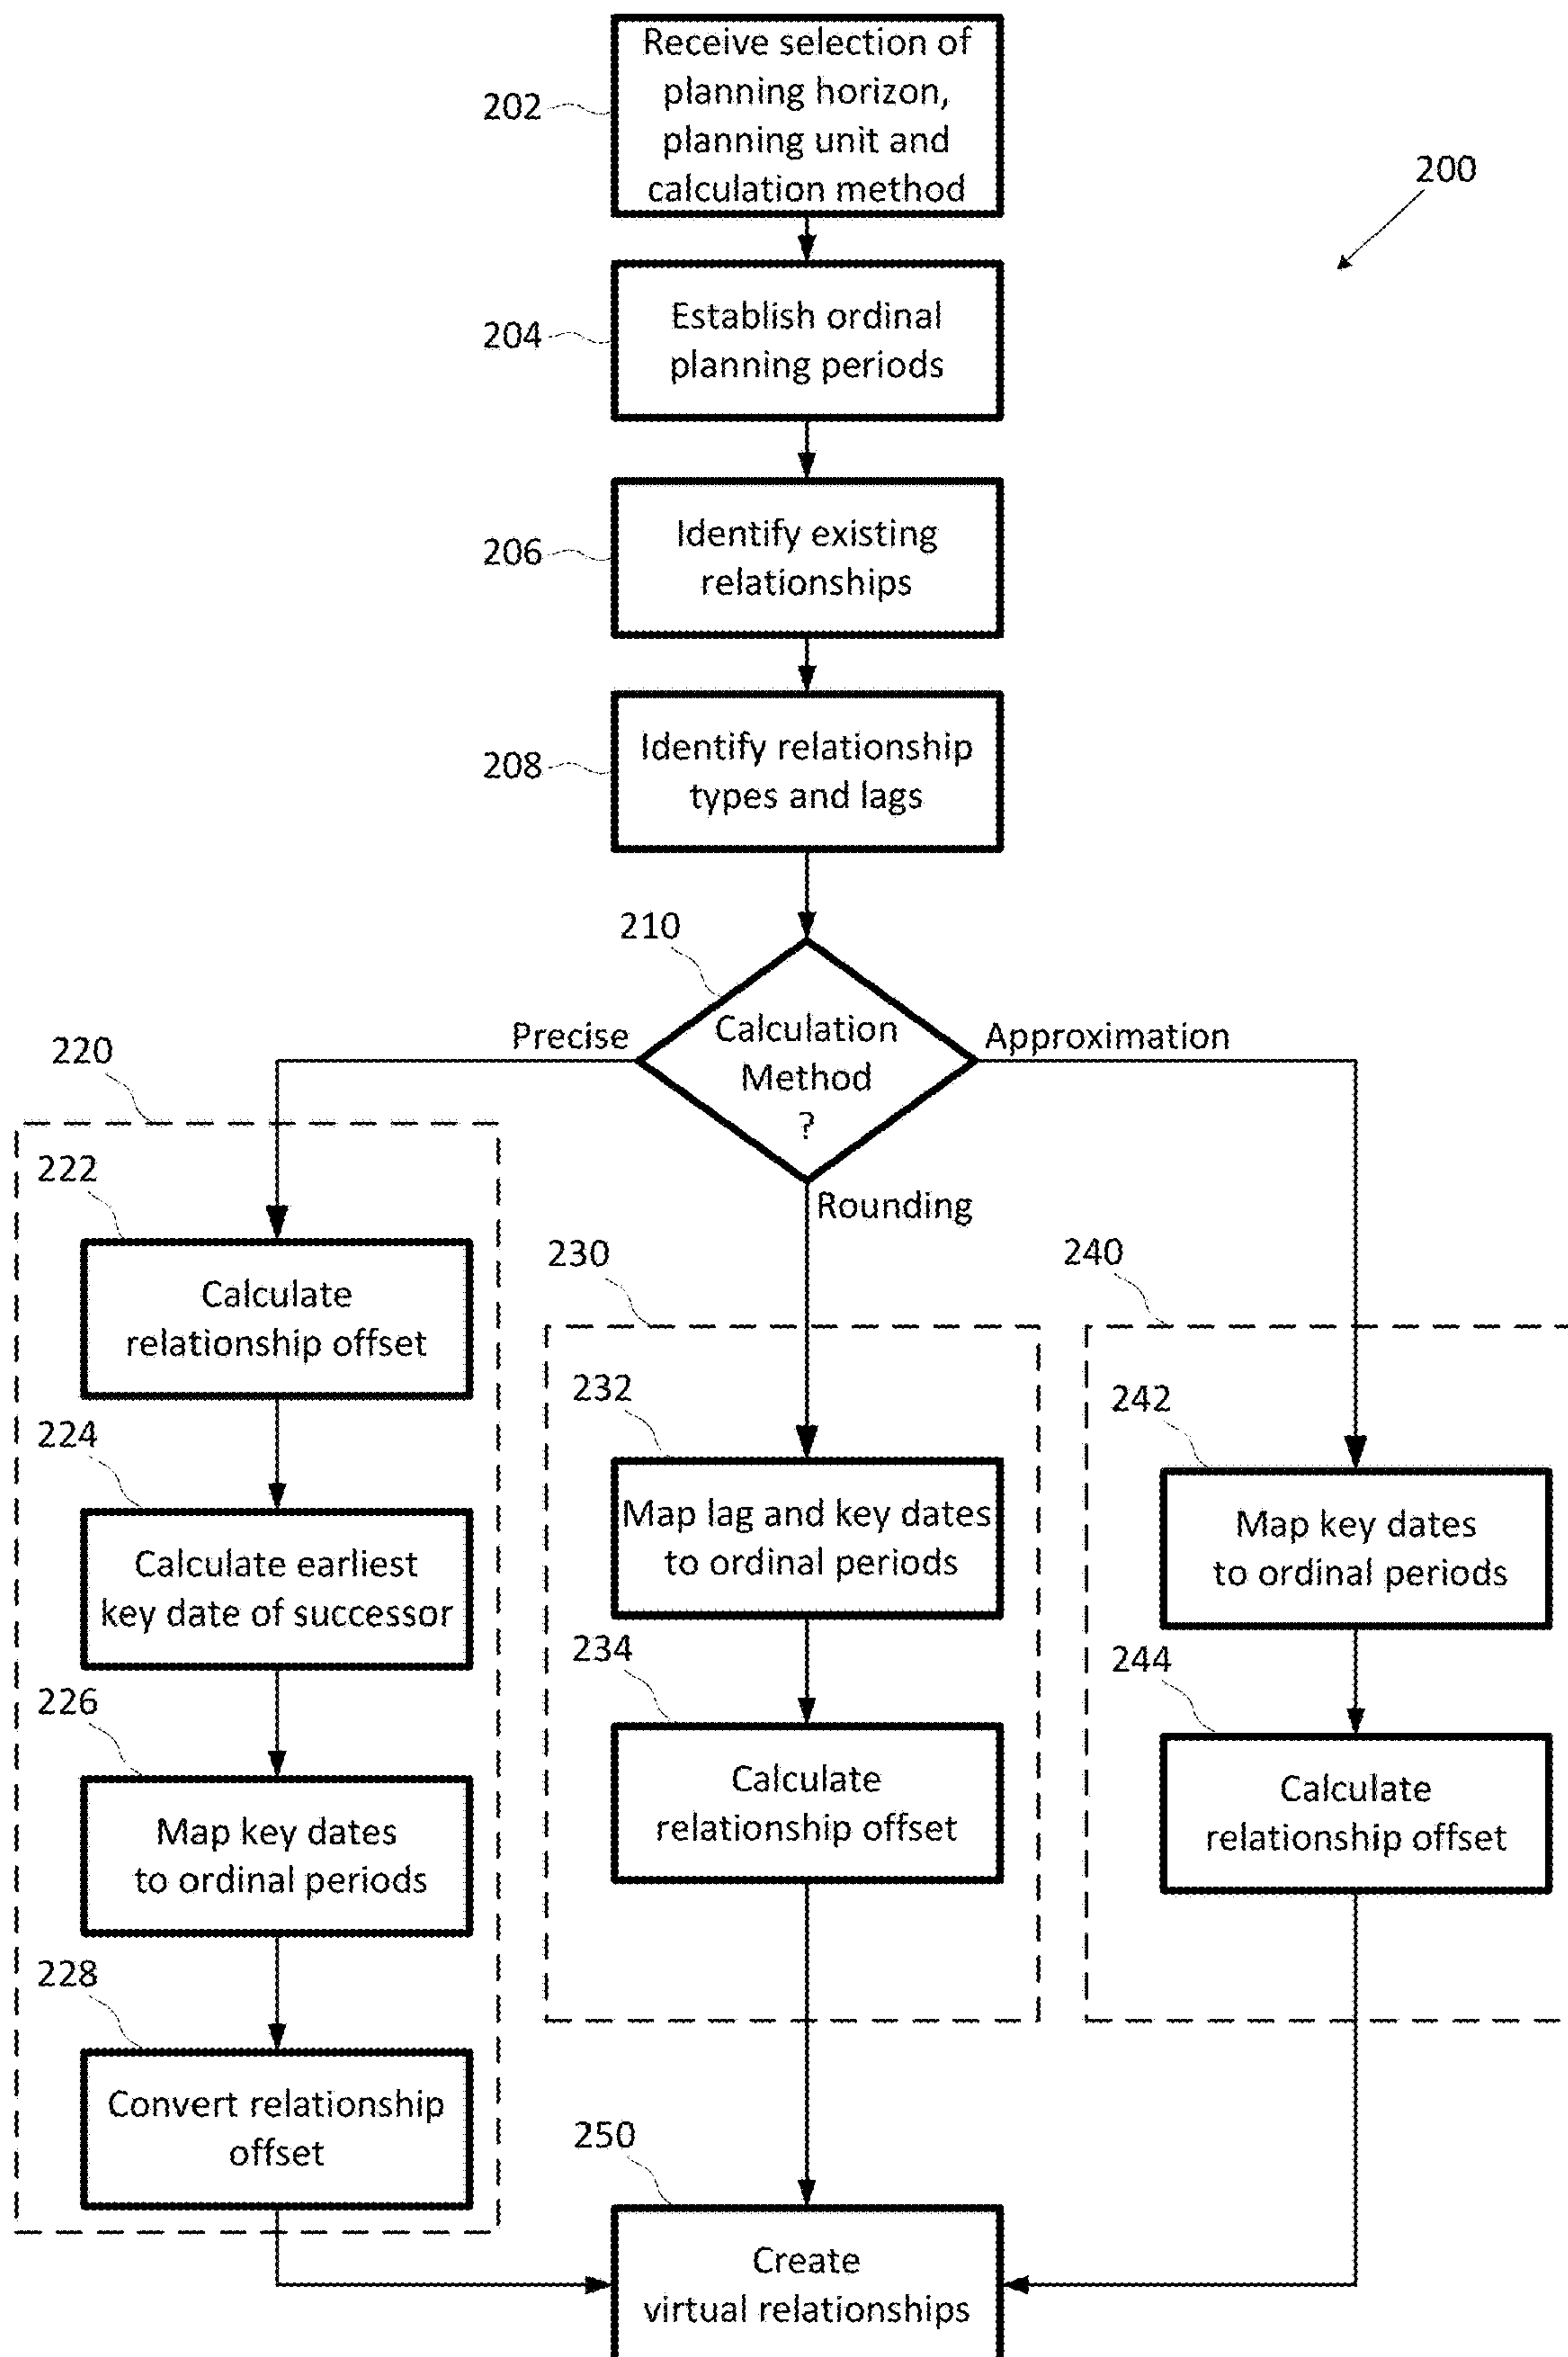 Receive selection of
planning horizon,
planning unit and
calculation method
202
200
Establish ordinal
planning periods
204
Identify existing
relationships
206
Identify relationship
types and lags
208
210
Calculation
Method
?
Precise
Approximation
Rounding
220
222
Calculate
relationship offset
224
Calculate earliest
key date of successor
226
Map key dates
to ordinal periods
228
Convert relationship
offset
230
232
Map lag and key dates
to ordinal periods
234
Calculate
relationship offset
240
242
Map key dates
to ordinal periods
244
Calculate
relationship offset
250
Create
virtual relationships